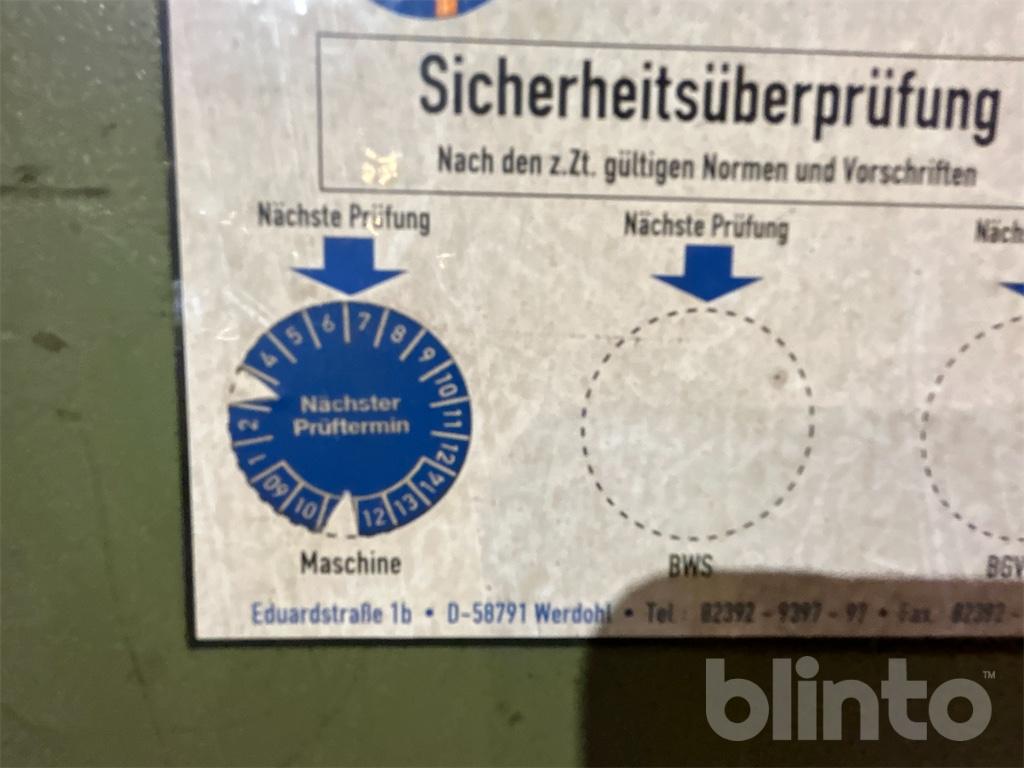 Sicherheitsüberprüfung
Nach den z.Zt. gültigen Normen und Vorschriften
Nächste Prüfung
Nächste Prüfung
1 2 4 5 6 7 8 9 10 11 12
Nächster
Prüftermin
09 10 12 13 14
Maschine
BWS
Eduardstraße 1b • D-58791 Werdohl • Tel.: 02392 - 9397 - 97 • Fax
blinto™